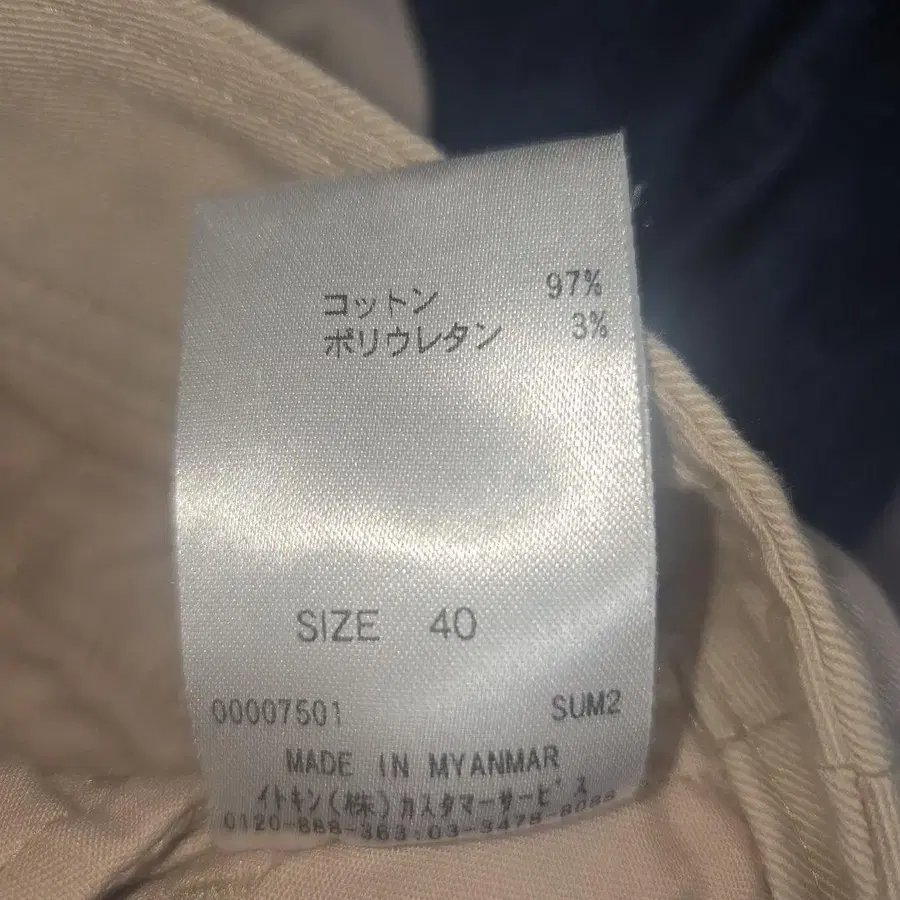 コットン 97%
ポリウレタン 3%
SIZE 40
00007501 SUM2
MADE IN MYANMAR
イトキン(株)カスタマーサービス
0120-888-363:03-3478-8088